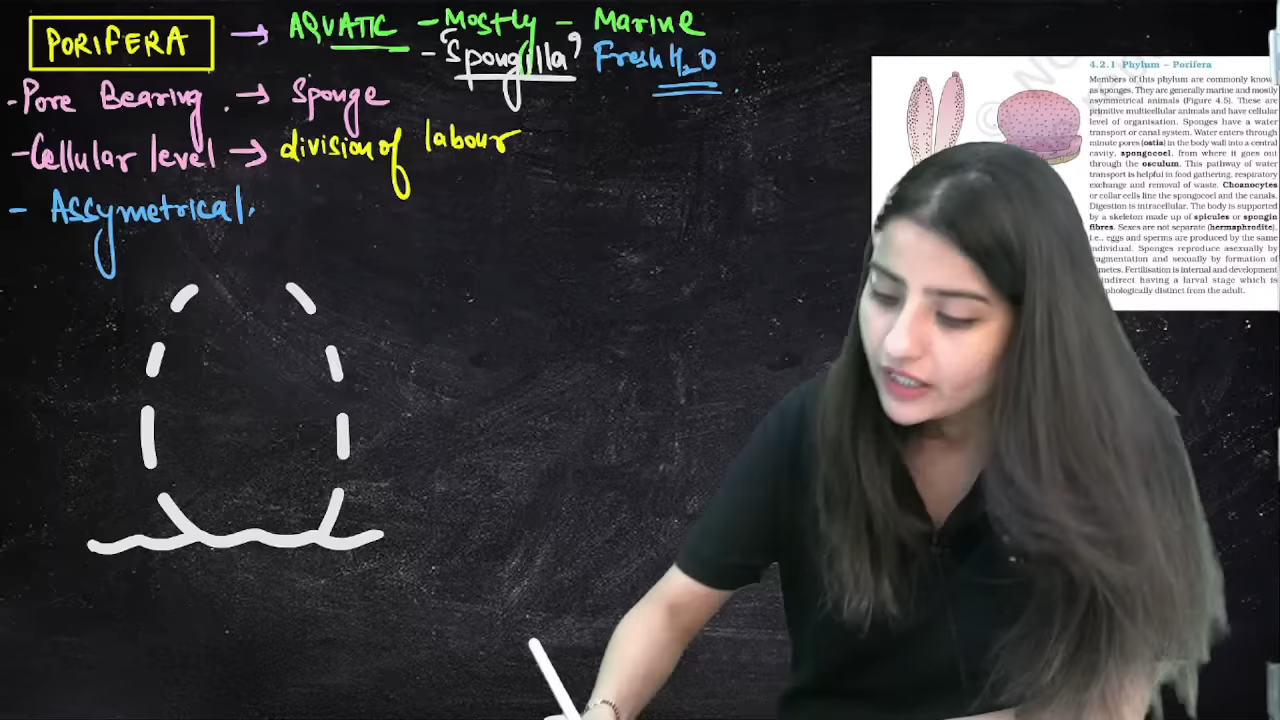 PORIFERA → AQUATIC - Mostly - Marine
- "Spongilla" Fresh H2O
- Pore Bearing. → Sponge
- Cellular level → division of labour
- Assymetrical.
4.2.1 Phylum – Porifera
Members of this phylum are commonly know
as sponges. They are generally marine and mostly
asymmetrical animals (Figure 4.5). These are
primitive multicellular animals and have cellular
level of organisation. Sponges have a water
transport or canal system. Water enters through
minute pores (ostia) in the body wall into a central
cavity, spongocoel, from where it goes out
through the osculum. This pathway of water
transport is helpful in food gathering, respiratory
exchange and removal of waste. Choanocytes
or collar cells line the spongocoel and the canals.
Digestion is intracellular. The body is supported
by a skeleton made up of spicules or spongin
fibres. Sexes are not separate (hermaphrodite),
i.e., eggs and sperms are produced by the same
individual. Sponges reproduce asexually by
ragmentation and sexually by formation of
metes. Fertilisation is internal and development
indirect having a larval stage which is
phologically distinct from the adult.